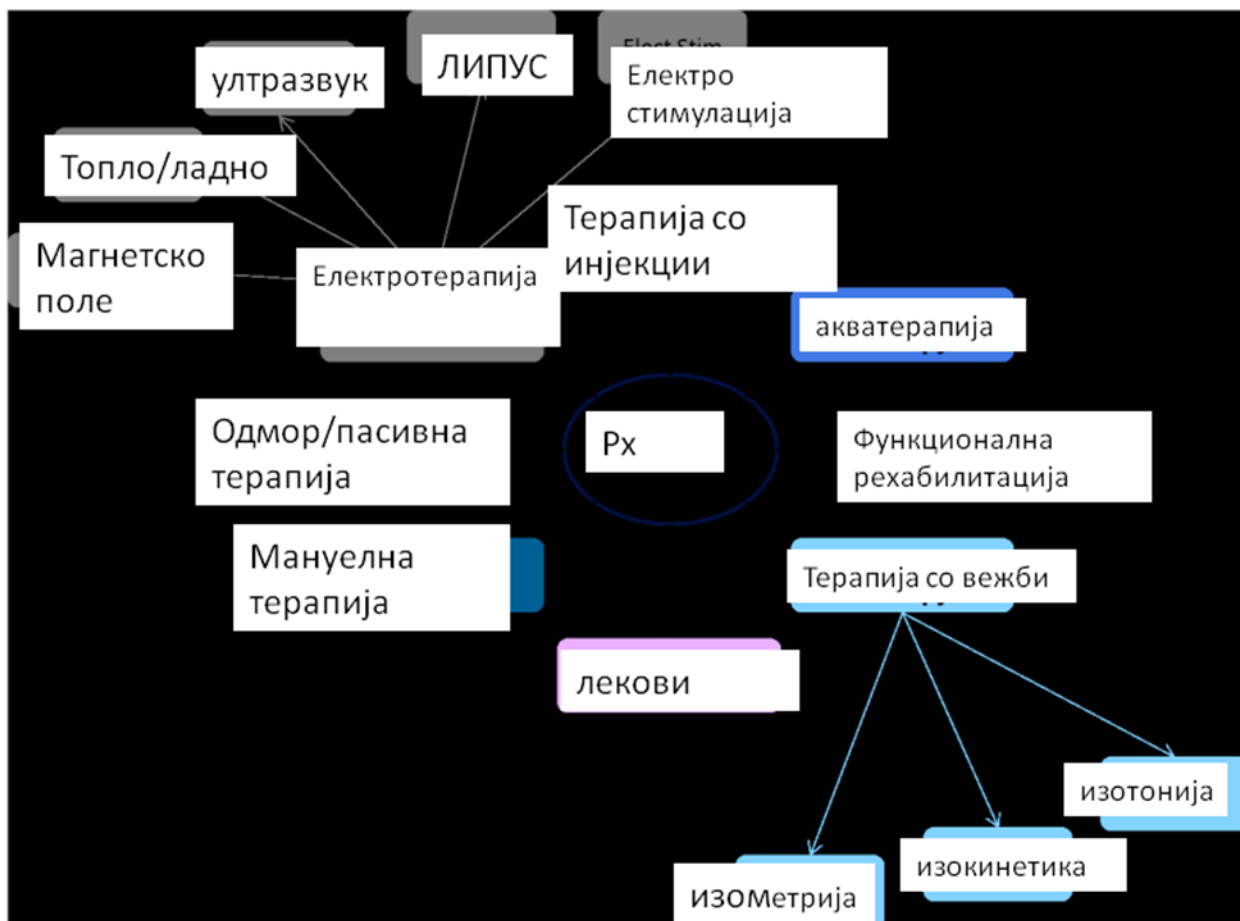 ЛИПУС
ултразвук
Електро
стимулација
Топло/ладно
Терапија со
инјекции
Магнетско
поле
Електротерапија
акватерапија
Одмор/пасивна
терапија
Рх
Функционална
рехабилитација
Мануелна
терапија
Терапија со вежби
лекови
изотонија
изокинетика
изометрија